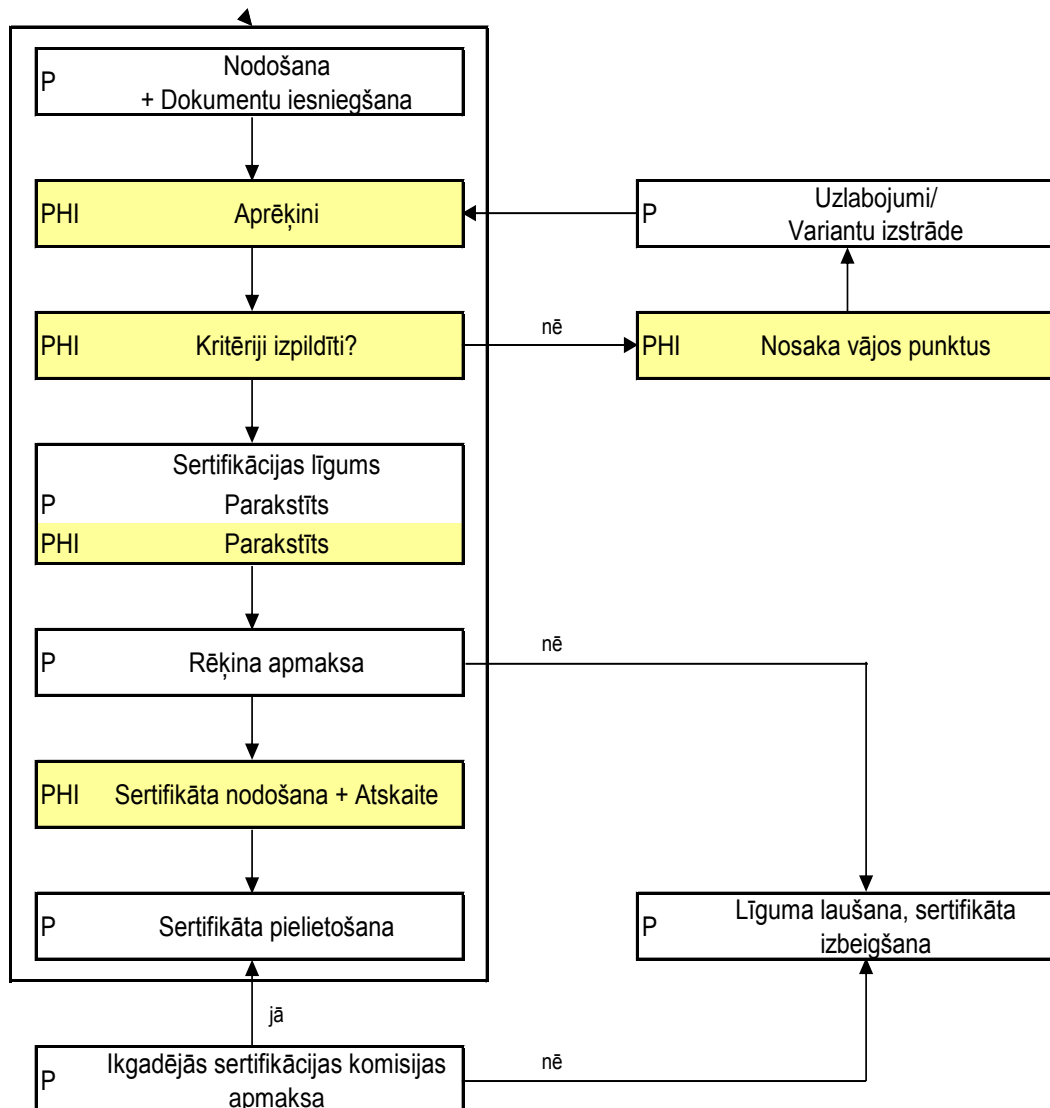 P Nodošana
+ Dokumentu iesniegšana
PHI Aprēķini
P Uzlabojumi/
Variantu izstrāde
PHI Kritēriji izpildīti?
nē
PHI Nosaka vājos punktus
Sertifikācijas līgums
P Parakstīts
PHI Parakstīts
P Rēķina apmaksa
nē
PHI Sertifikāta nodošana + Atskaite
P Sertifikāta pielietošana
P Līguma laušana, sertifikāta
izbeigšana
jā
P Ikgadējās sertifikācijas komisijas
apmaksa
nē